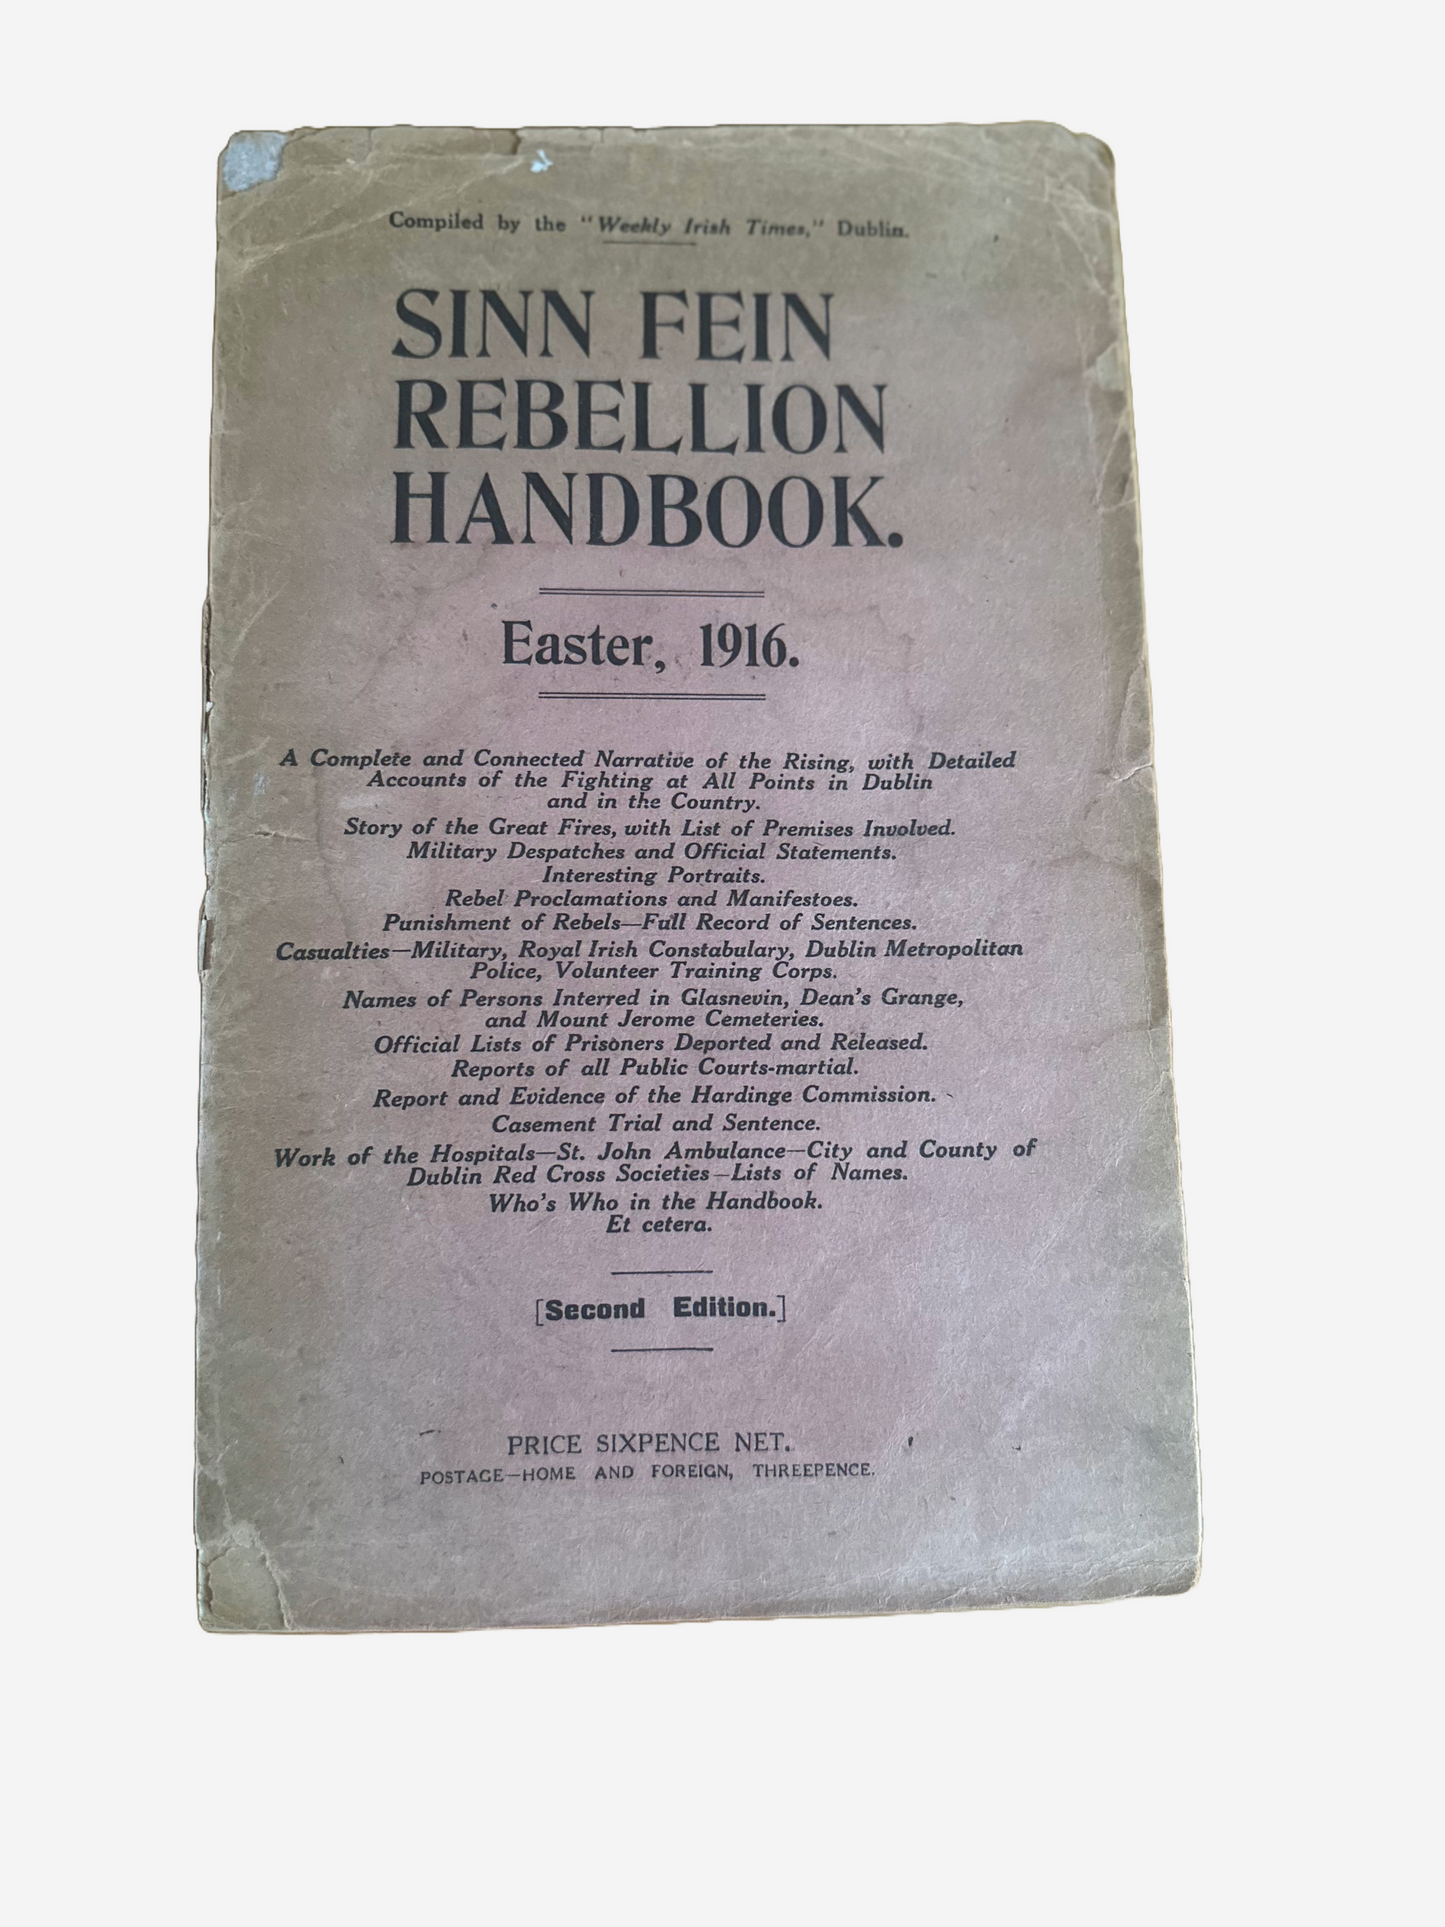 Compiled by the "Weekly Irish Times," Dublin.
SINN FEIN
REBELLION
HANDBOOK.
Easter, 1916.
A Complete and Connected Narrative of the Rising, with Detailed
Accounts of the Fighting at All Points in Dublin
and in the Country.
Story of the Great Fires, with List of Premises Involved.
Military Despatches and Official Statements.
Interesting Portraits.
Rebel Proclamations and Manifestoes.
Punishment of Rebels—Full Record of Sentences.
Casualties—Military, Royal Irish Constabulary, Dublin Metropolitan
Police, Volunteer Training Corps.
Names of Persons Interred in Glasnevin, Dean's Grange,
and Mount Jerome Cemeteries.
Official Lists of Prisoners Deported and Released.
Reports of all Public Courts-martial.
Report and Evidence of the Hardinge Commission.
Casement Trial and Sentence.
Work of the Hospitals—St. John Ambulance—City and County of
Dublin Red Cross Societies—Lists of Names.
Who's Who in the Handbook.
Et cetera.
[Second Edition.]
PRICE SIXPENCE NET.
POSTAGE—HOME AND FOREIGN, THREEPENCE.